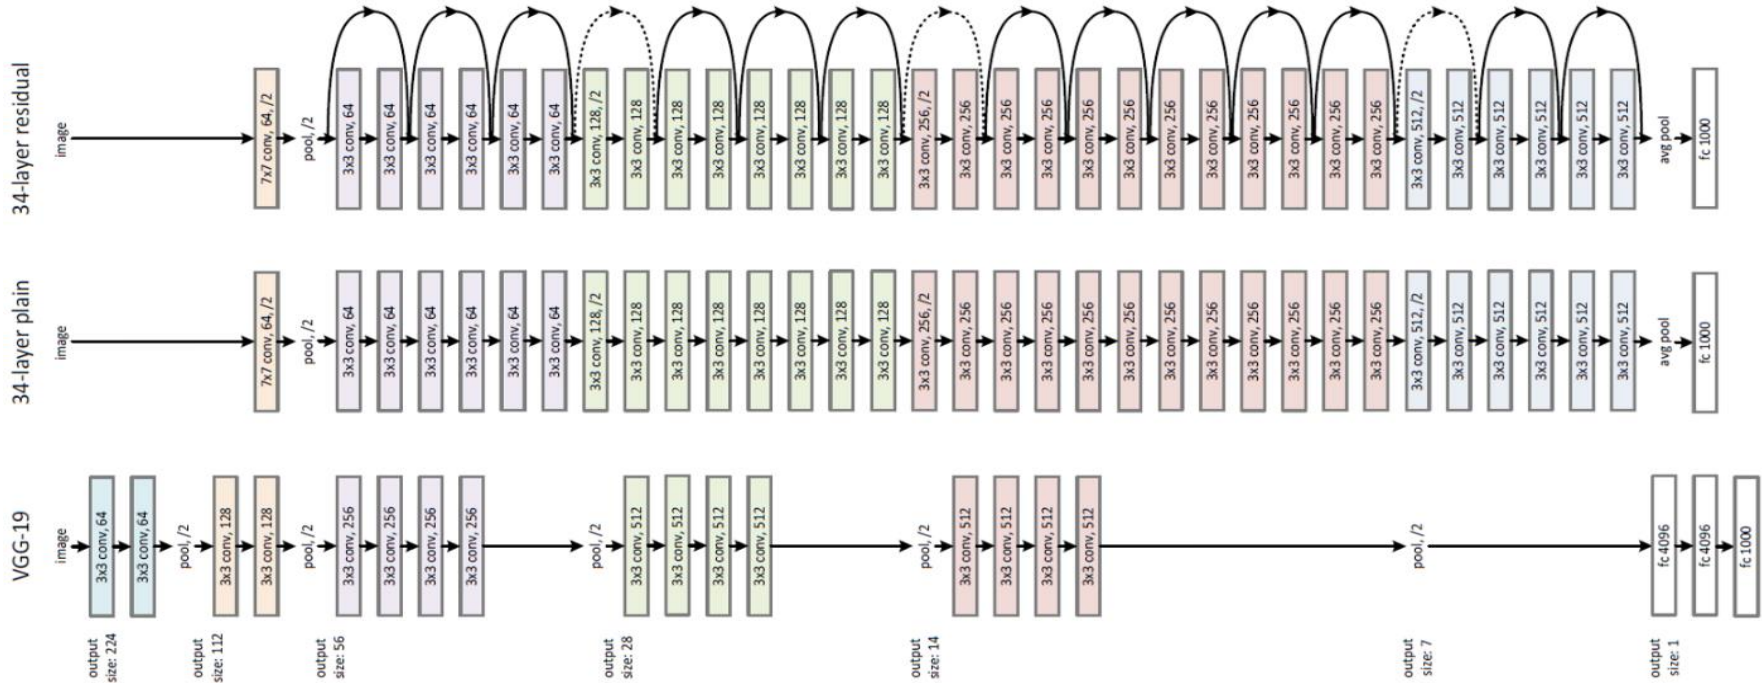 34-layer residual
image
7x7 conv, 64, /2
pool, /2
3x3 conv, 64
3x3 conv, 64
3x3 conv, 64
3x3 conv, 64
3x3 conv, 64
3x3 conv, 64
3x3 conv, 128, /2
3x3 conv, 128
3x3 conv, 128
3x3 conv, 128
3x3 conv, 128
3x3 conv, 128
3x3 conv, 128
3x3 conv, 128
3x3 conv, 256, /2
3x3 conv, 256
3x3 conv, 256
3x3 conv, 256
3x3 conv, 256
3x3 conv, 256
3x3 conv, 256
3x3 conv, 256
3x3 conv, 256
3x3 conv, 256
3x3 conv, 256
3x3 conv, 256
3x3 conv, 512, /2
3x3 conv, 512
3x3 conv, 512
3x3 conv, 512
3x3 conv, 512
3x3 conv, 512
avg pool
fc 1000
34-layer plain
image
7x7 conv, 64, /2
pool, /2
3x3 conv, 64
3x3 conv, 64
3x3 conv, 64
3x3 conv, 64
3x3 conv, 64
3x3 conv, 64
3x3 conv, 128, /2
3x3 conv, 128
3x3 conv, 128
3x3 conv, 128
3x3 conv, 128
3x3 conv, 128
3x3 conv, 128
3x3 conv, 128
3x3 conv, 256, /2
3x3 conv, 256
3x3 conv, 256
3x3 conv, 256
3x3 conv, 256
3x3 conv, 256
3x3 conv, 256
3x3 conv, 256
3x3 conv, 256
3x3 conv, 256
3x3 conv, 256
3x3 conv, 256
3x3 conv, 512, /2
3x3 conv, 512
3x3 conv, 512
3x3 conv, 512
3x3 conv, 512
3x3 conv, 512
avg pool
fc 1000
VGG-19
image
3x3 conv, 64
3x3 conv, 64
pool, /2
3x3 conv, 128
3x3 conv, 128
pool, /2
3x3 conv, 256
3x3 conv, 256
3x3 conv, 256
3x3 conv, 256
pool, /2
3x3 conv, 512
3x3 conv, 512
3x3 conv, 512
3x3 conv, 512
pool, /2
3x3 conv, 512
3x3 conv, 512
3x3 conv, 512
3x3 conv, 512
pool, /2
fc 4096
fc 4096
fc 1000
output
size: 224
output
size: 112
output
size: 56
output
size: 28
output
size: 14
output
size: 7
output
size: 1